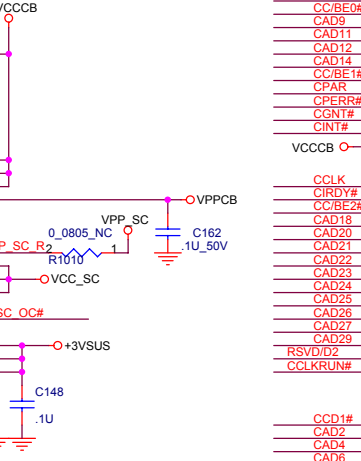 VCCCB
VPPCB
VPP_SC
C162
.1U_50V
0_0805_NC
P_SC_R
2
1
R1010
VCC_SC
SC_OC#
+3VSUS
C148
.1U
CC/BE0#
CAD9
CAD11
CAD12
CAD14
CC/BE1#
CPAR
CPERR#
CGNT#
CINT#
VCCCB
CCLK
CIRDY#
CC/BE2#
CAD18
CAD20
CAD21
CAD22
CAD23
CAD24
CAD25
CAD26
CAD27
CAD29
RSVD/D2
CCLKRUN#
CCD1#
CAD2
CAD4
CAD6